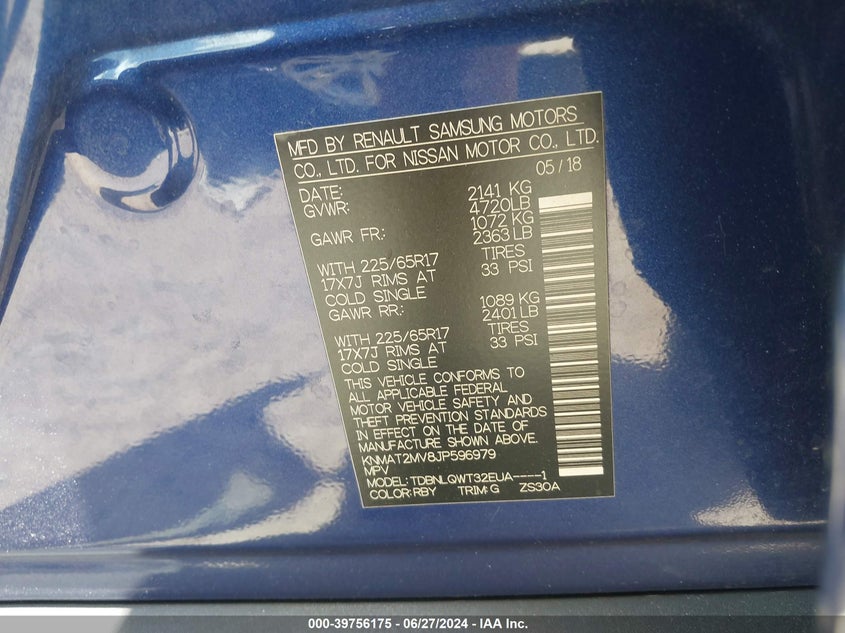 MFD BY RENAULT SAMSUNG MOTORS
CO., LTD. FOR NISSAN MOTOR CO., LTD.
DATE: 05/18
GVWR: 2141 KG
4720LB
GAWR FR: 1072 KG
2363 LB
WITH 225/65R17 TIRES
17X7J RIMS AT 33 PSI
COLD SINGLE
GAWR RR: 1089 KG
2401 LB
WITH 225/65R17 TIRES
17X7J RIMS AT 33 PSI
COLD SINGLE
THIS VEHICLE CONFORMS TO
ALL APPLICABLE FEDERAL
MOTOR VEHICLE SAFETY AND
THEFT PREVENTION STANDARDS
IN EFFECT ON THE DATE OF
MANUFACTURE SHOWN ABOVE.
KNMAT2MV8JP596979
MPV
MODEL: TDBNLQWT32EUA-----1
COLOR:RBY TRIM:G ZS30A
000-39756175 - 06/27/2024 - IAA Inc.